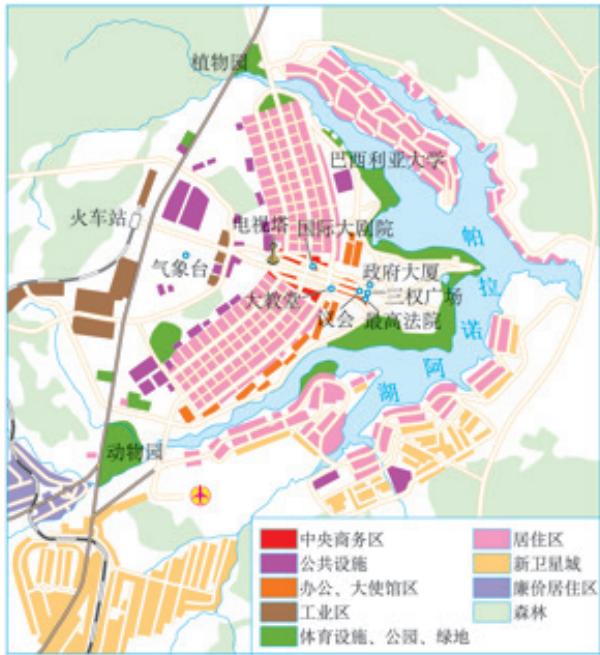 植物园
巴西利亚大学
火车站
电视塔
国际大剧院
气象台
政府大厦
大教堂
三权广场
议会
最高法院
帕拉诺阿湖
动物园
中央商务区
公共设施
办公、大使馆区
工业区
体育设施、公园、绿地
居住区
新卫星城
廉价居住区
森林